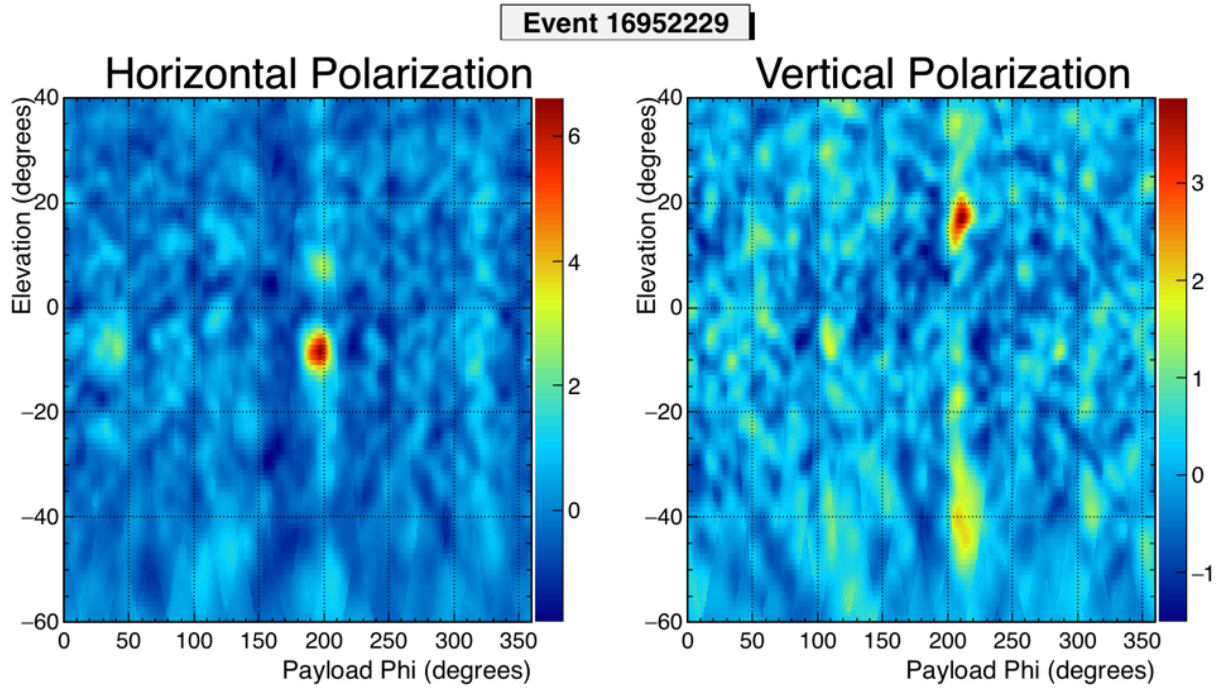 Event 16952229
Horizontal Polarization
Elevation (degrees)
40
20
0
−20
−40
−60
0 50 100 150 200 250 300 350
Payload Phi (degrees)
6
4
2
0
Vertical Polarization
Elevation (degrees)
40
20
0
−20
−40
−60
0 50 100 150 200 250 300 350
Payload Phi (degrees)
3
2
1
0
−1